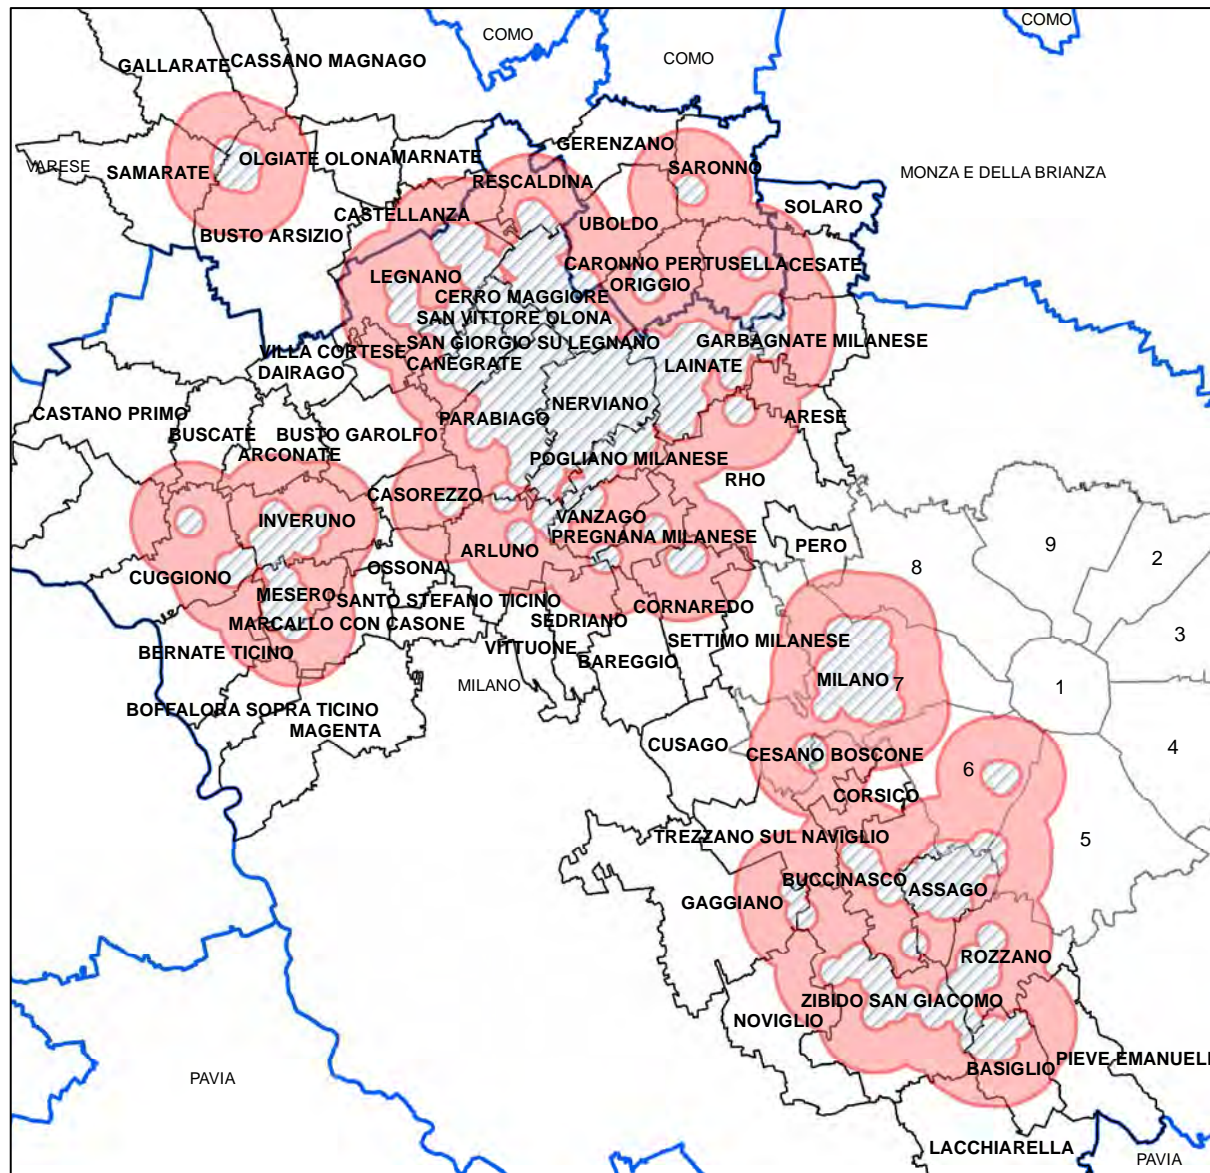 COMO
COMO
COMO
GALLARATE
CASSANO MAGNAGO
VARESE
SAMARATE
OLGIATE OLONA
MARNATE
GERENZANO
SARONNO
MONZA E DELLA BRIANZA
RESCALDINA
SOLARO
CASTELLANZA
UBOLDO
BUSTO ARSIZIO
LEGNANO
CARONNO PERTUSELLA
CESATE
ORIGGIO
CERRO MAGGIORE
SAN VITTORE OLONA
SAN GIORGIO SU LEGNANO
GARBAGNATE MILANESE
VILLA CORTESE
CANEGRATE
LAINATE
DAIRAGO
NERVIANO
CASTANO PRIMO
PARABIAGO
ARESE
BUSCATE
BUSTO GAROLFO
ARCONATE
POGLIANO MILANESE
RHO
CASOREZZO
INVERUNO
VANZAGO
PREGNANA MILANESE
PERO
9
2
ARLUNO
8
CUGGIONO
OSSONA
MESERO
SANTO STEFANO TICINO
CORNAREDO
MARCALLO CON CASONE
SEDRIANO
3
BERNATE TICINO
VITTUONE
SETTIMO MILANESE
BAREGGIO
MILANO
MILANO
7
1
BOFFALORA SOPRA TICINO
MAGENTA
CUSAGO
CESANO BOSCONE
4
6
CORSICO
TREZZANO SUL NAVIGLIO
5
BUCCINASCO
ASSAGO
GAGGIANO
ROZZANO
ZIBIDO SAN GIACOMO
NOVIGLIO
PIEVE EMANUEL
BASIGLIO
PAVIA
LACCHIARELLA
PAVIA